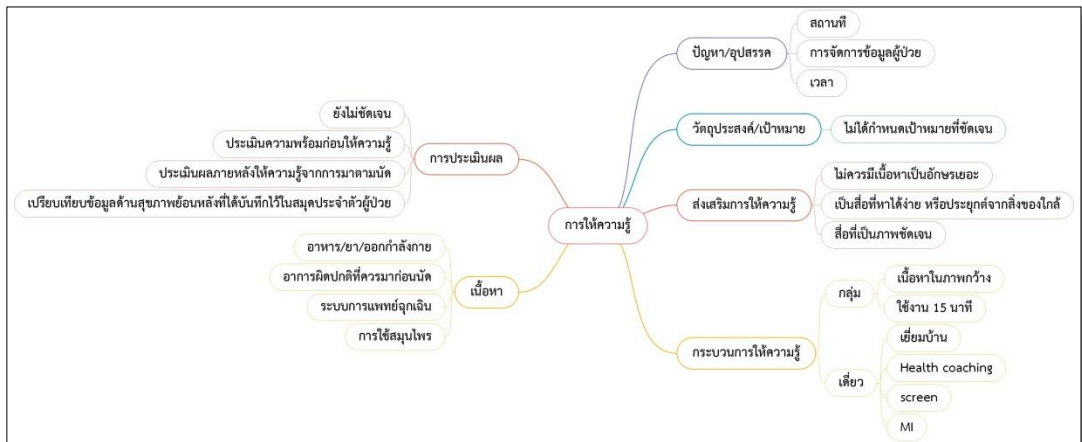 การให้ความรู้
ปัญหา/อุปสรรค
สถานที่
การจัดการข้อมูลผู้ป่วย
เวลา
วัตถุประสงค์/เป้าหมาย
ไม่ได้กำหนดเป้าหมายที่ชัดเจน
ส่งเสริมการให้ความรู้
ไม่ควรมีเนื้อหาเป็นอักษรเยอะ
เป็นสื่อที่หาได้ง่าย หรือประยุกต์จากสิ่งของใกล้
สื่อที่เป็นภาพชัดเจน
กระบวนการให้ความรู้
กลุ่ม
เนื้อหาในภาพกว้าง
ใช้งาน 15 นาที
เดี่ยว
เยี่ยมบ้าน
Health coaching
screen
MI
การประเมินผล
ยังไม่ชัดเจน
ประเมินความพร้อมก่อนให้ความรู้
ประเมินผลภายหลังให้ความรู้จากการมาตามนัด
เปรียบเทียบข้อมูลด้านสุขภาพย้อนหลังที่ได้บันทึกไว้ในสมุดประจำตัวผู้ป่วย
เนื้อหา
อาหาร/ยา/ออกกำลังกาย
อาการผิดปกติที่ควรมาก่อนนัด
ระบบการแพทย์ฉุกเฉิน
การใช้สมุนไพร